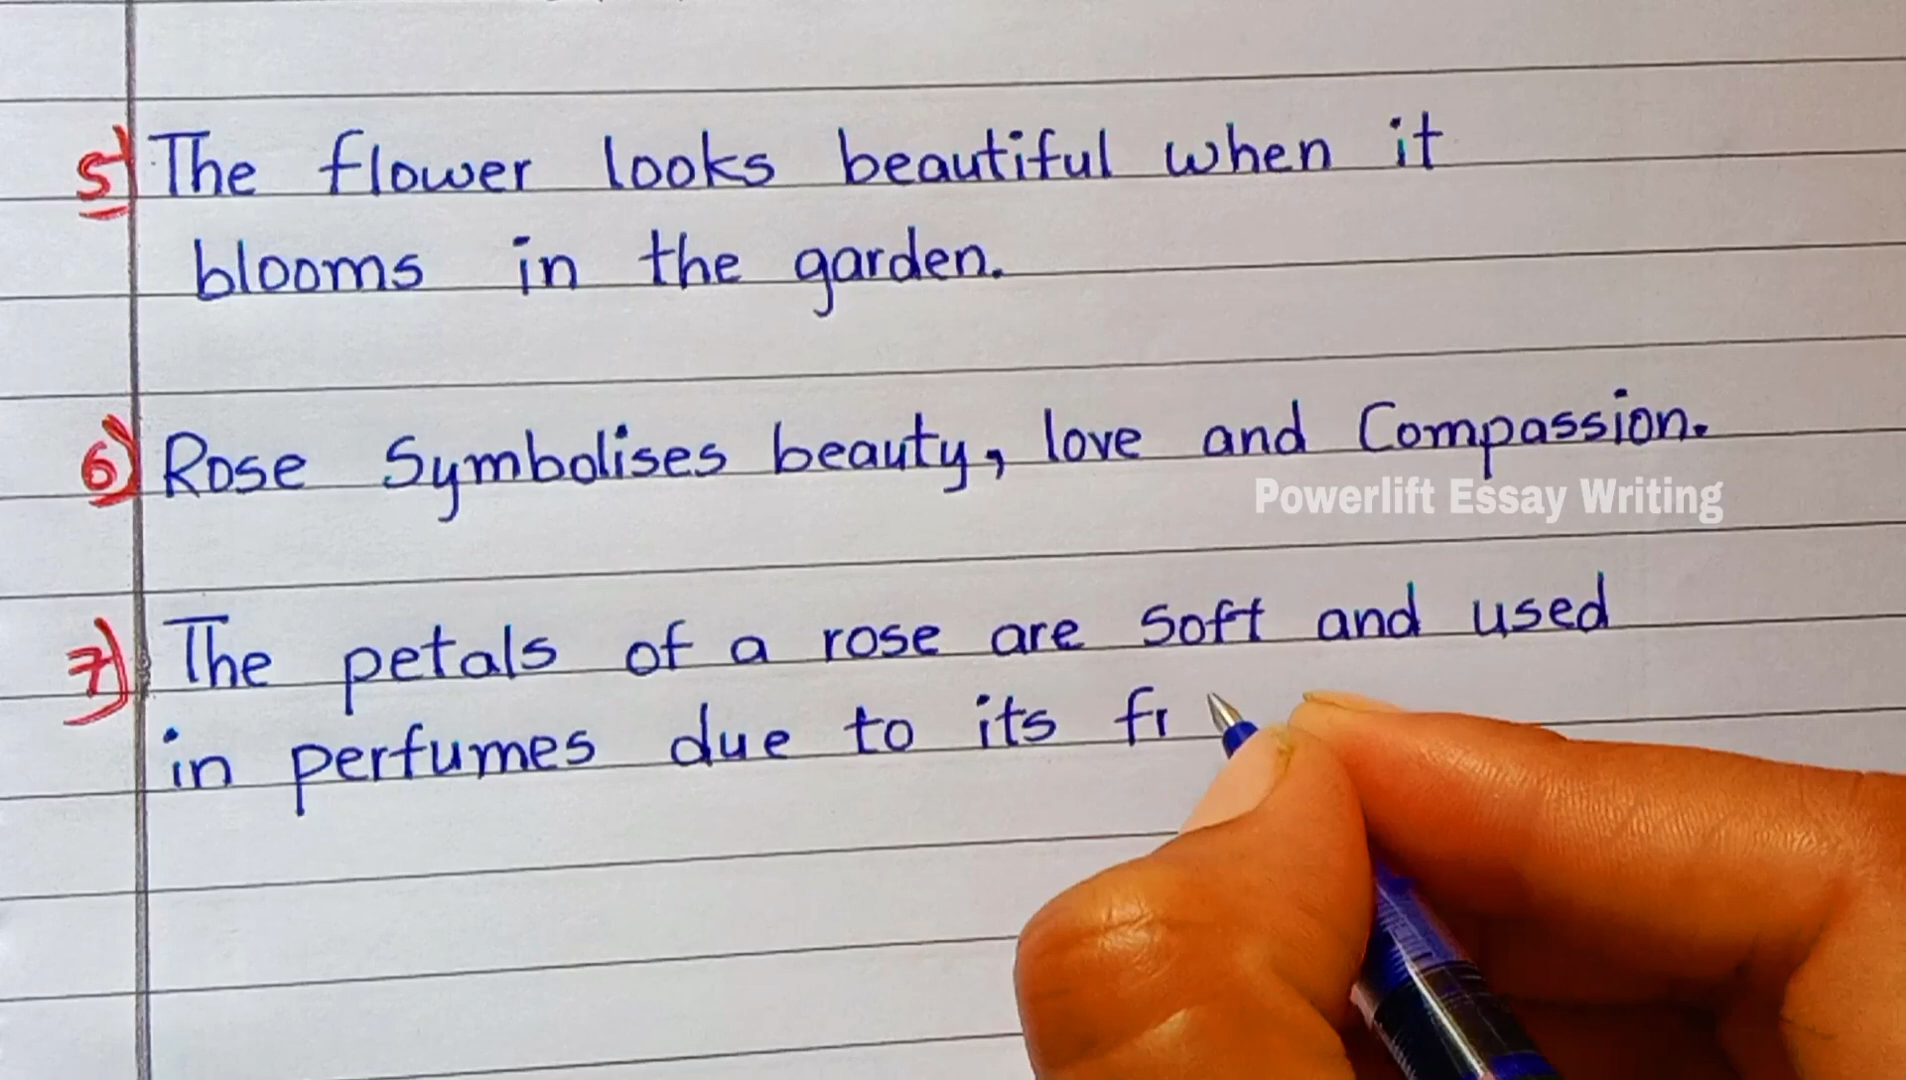 5) The flower looks beautiful when it
blooms in the garden.
6) Rose Symbolises beauty, love and Compassion.
Powerlift Essay Writing
7) The petals of a rose are soft and used
in perfumes due to its fr